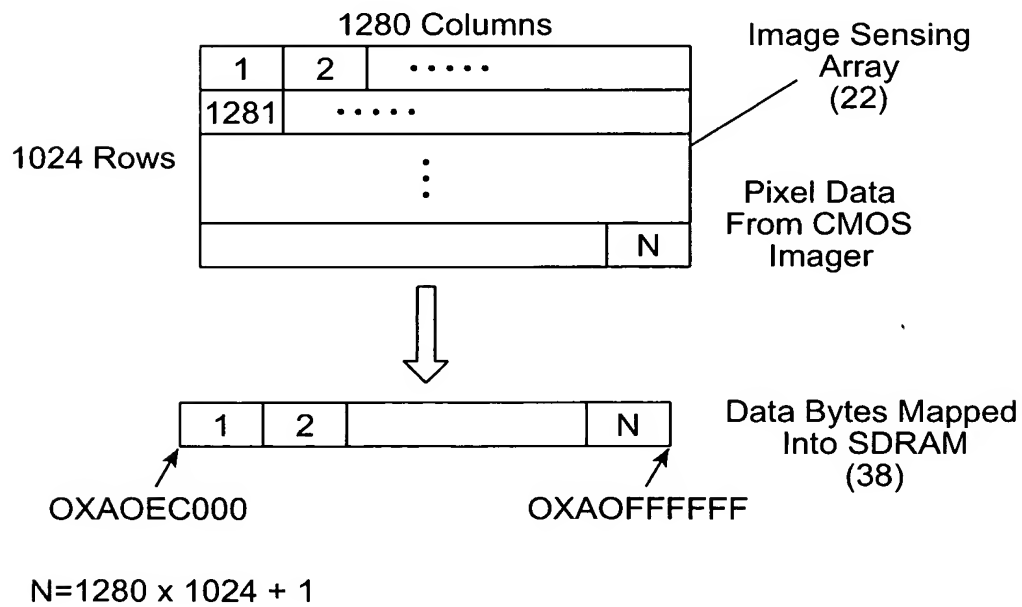 1280 Columns
Image Sensing
Array
(22)
1 2 .....
1281 .....
1024 Rows
Pixel Data
From CMOS
Imager
N
1 2 N
Data Bytes Mapped
Into SDRAM
(38)
OXAOEC000 OXAOFFFFFF
N=1280 x 1024 + 1